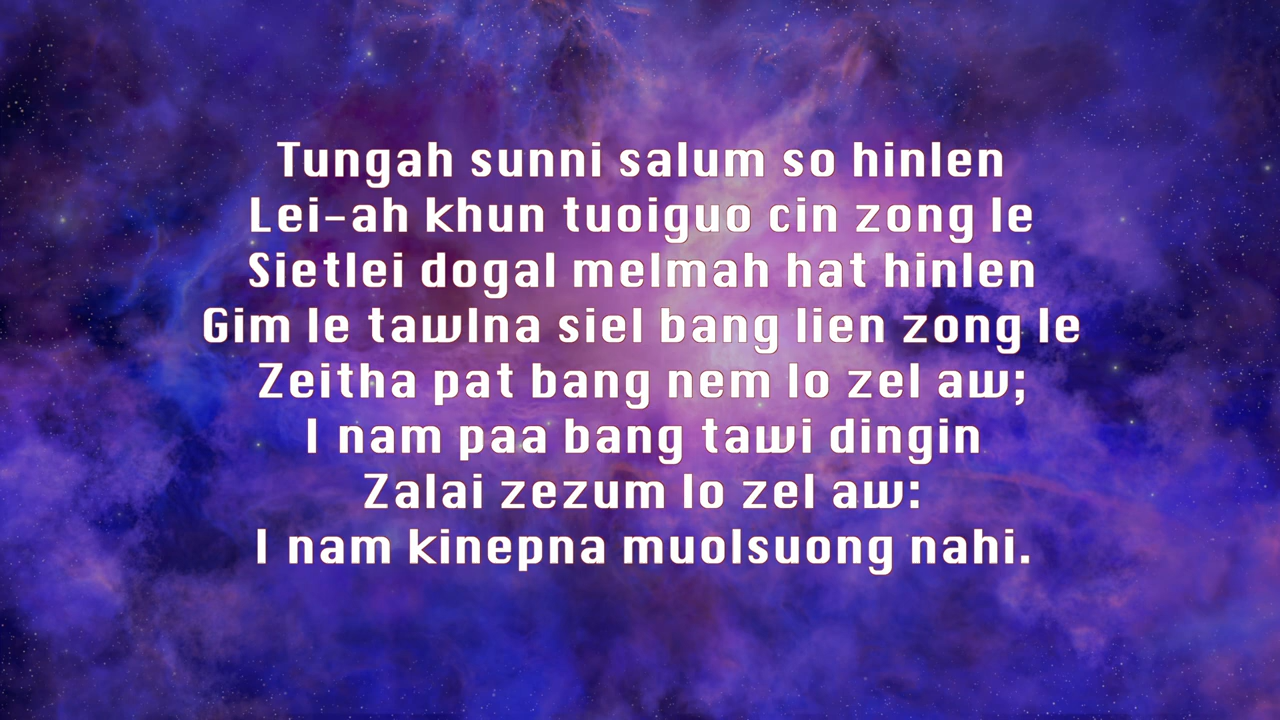 Tungah sunni salum so hinlen
Lei-ah khun tuoiguo cin zong le
Sietlei dogal melmah hat hinlen
Gim le tawlna siel bang lien zong le
Zeitha pat bang nem lo zel aw;
I nam paa bang tawi dingin
Zalai zezum lo zel aw:
I nam kinepna muolsuong nahi.